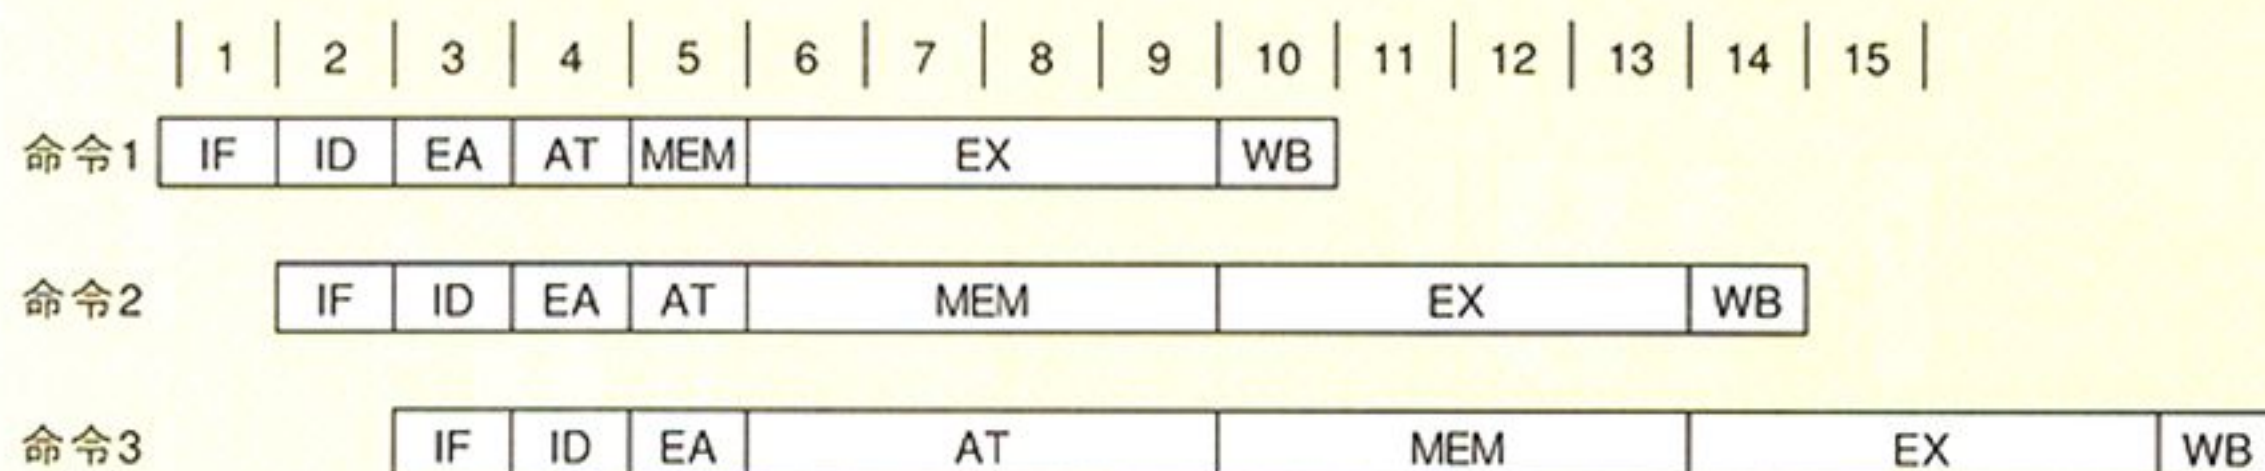 1 2 3 4 5 6 7 8 9 10 11 12 13 14 15
命令1 IF ID EA AT MEM EX WB
命令2 IF ID EA AT MEM EX WB
命令3 IF ID EA AT MEM EX WB